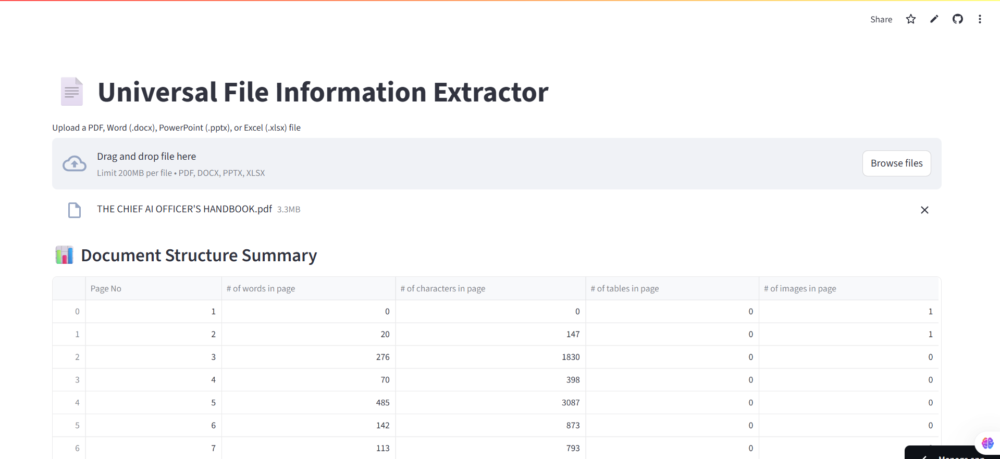 Share
Universal File Information Extractor
Upload a PDF, Word (.docx), PowerPoint (.pptx), or Excel (.xlsx) file
Drag and drop file here
Limit 200MB per file • PDF, DOCX, PPTX, XLSX
Browse files
THE CHIEF AI OFFICER'S HANDBOOK.pdf 3.3MB
Document Structure Summary
Page No # of words in page # of characters in page # of tables in page # of images in page
0 1 0 0 0 1
1 2 20 147 0 1
2 3 276 1830 0 0
3 4 70 398 0 0
4 5 485 3087 0 0
5 6 142 873 0 0
6 7 113 793 0
Manage app